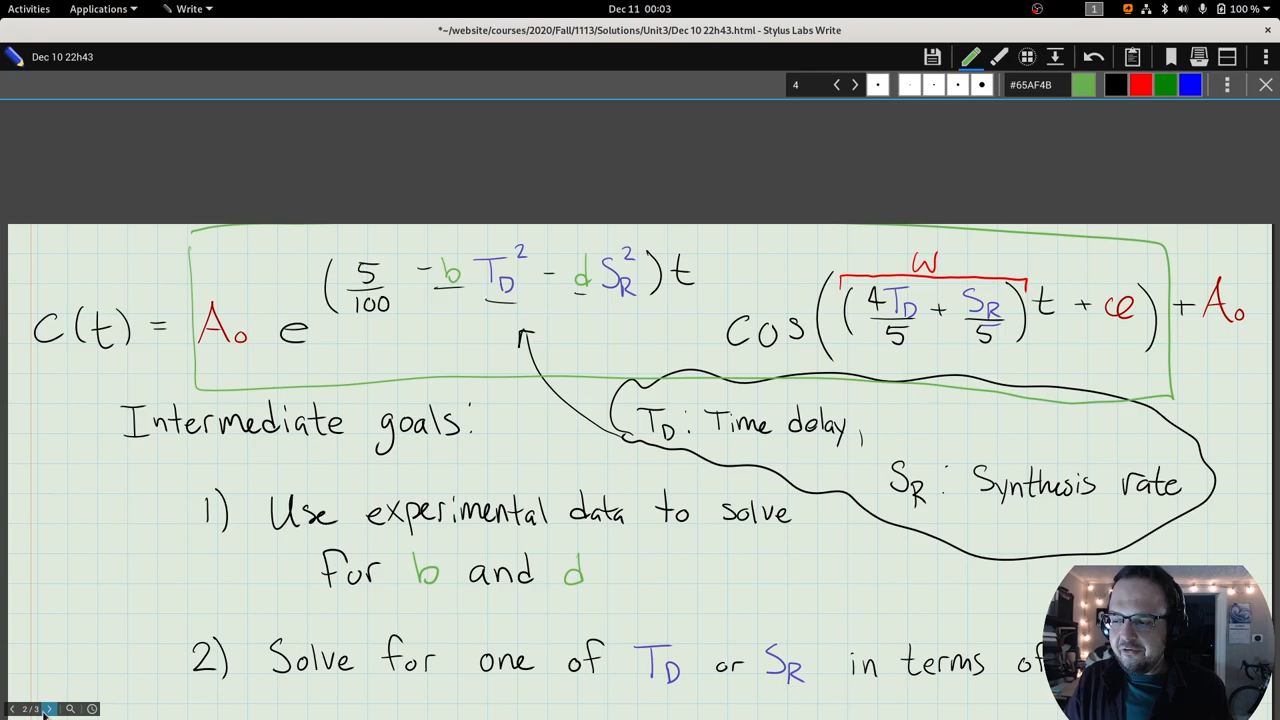 Activities Applications Write Dec 11 00:03 1 100 %
*~/website/courses/2020/Fall/1113/Solutions/Unit3/Dec 10 22h43.html - Stylus Labs Write
Dec 10 22h43
4 #65AF4B
C(t) = A₀ e^(5/100 - b T_D² - d S_R²)t cos((4T_D/5 + S_R/5)t + φ) + A₀
W
Intermediate goals:
T_D: Time delay,
S_R: Synthesis rate
1) Use experimental data to solve
for b and d
2) Solve for one of T_D or S_R in terms of
2/3